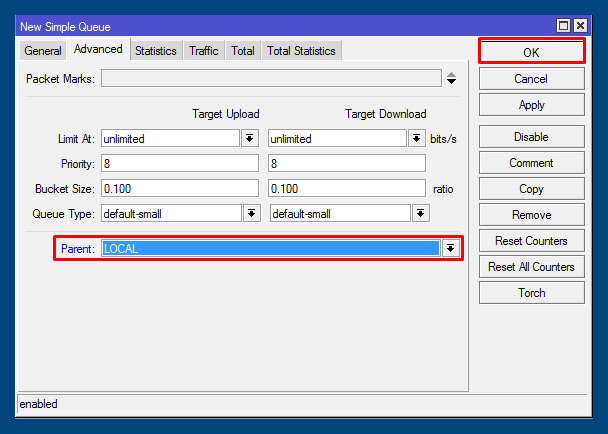 New Simple Queue
General Advanced Statistics Traffic Total Total Statistics
OK
Packet Marks:
Cancel
Apply
Target Upload Target Download
Limit At: unlimited unlimited bits/s
Disable
Priority: 8 8
Comment
Bucket Size: 0.100 0.100 ratio
Copy
Queue Type: default-small default-small
Remove
Parent: LOCAL
Reset Counters
Reset All Counters
Torch
enabled